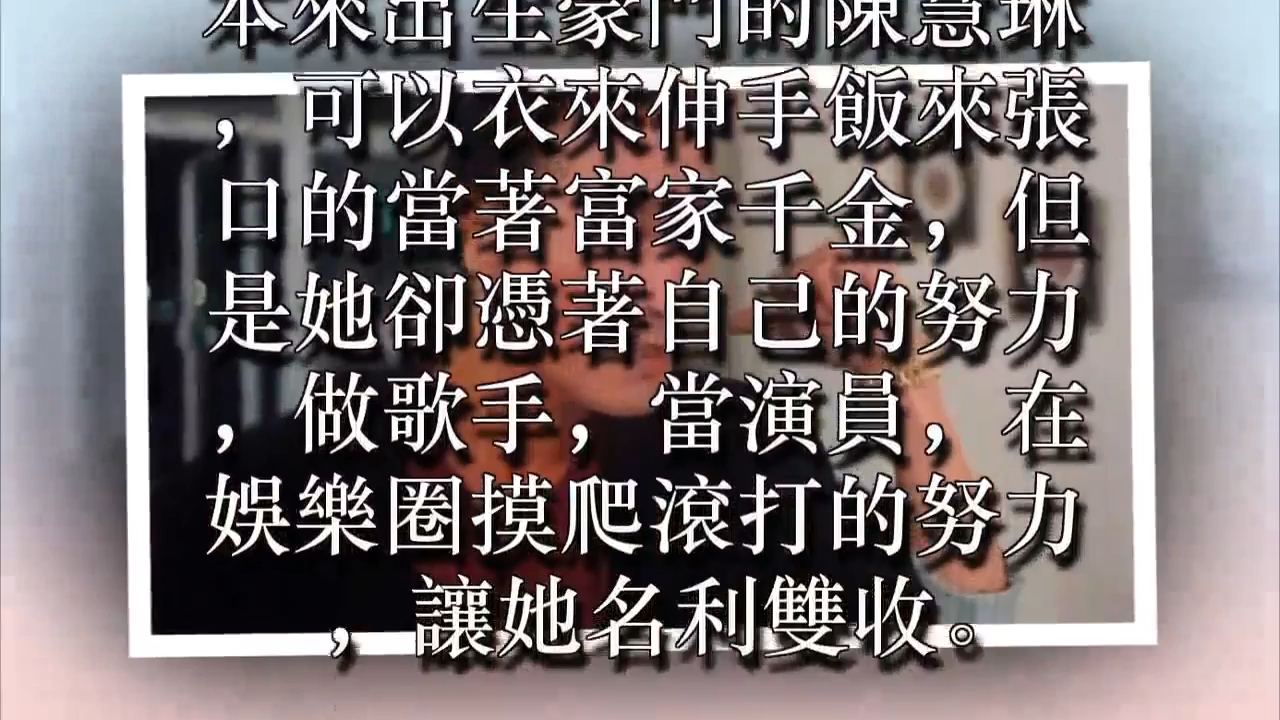 本來出生豪門的陳慧琳
，可以衣來伸手飯來張
口的當著富家千金，但
是她卻憑著自己的努力
，做歌手，當演員，在
娛樂圈摸爬滾打的努力
，讓她名利雙收。